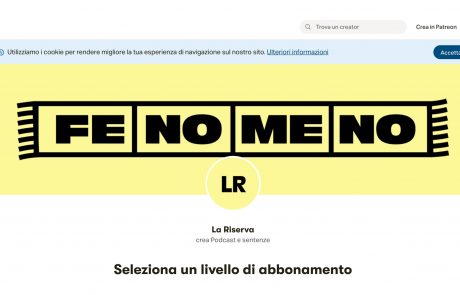 Trova un creator
Crea in Patreon
Utilizziamo i cookie per rendere migliore la tua esperienza di navigazione sul nostro sito. Ulteriori informazioni
Accetto
FE NO ME NO
LR
La Riserva
crea Podcast e sentenze
Seleziona un livello di abbonamento